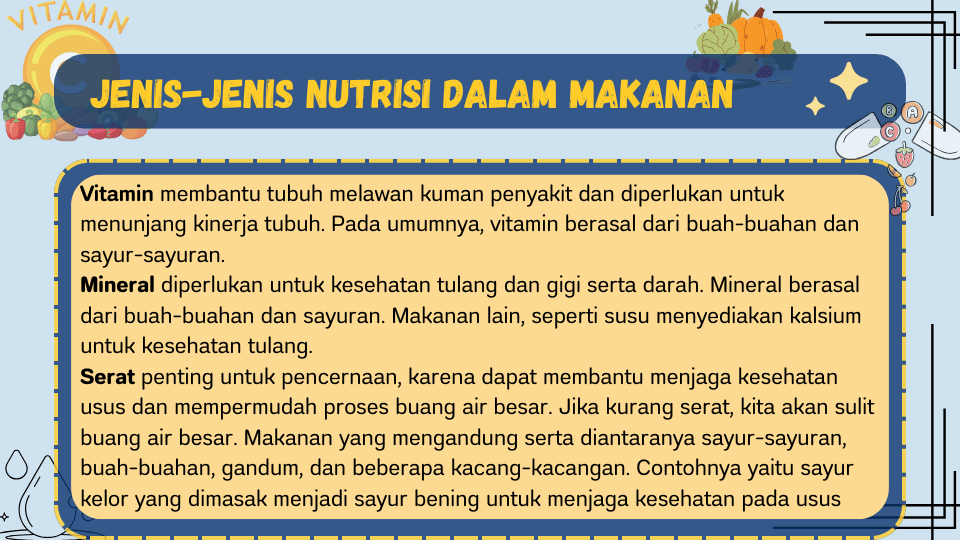 VITAMIN
C
JENIS-JENIS NUTRISI DALAM MAKANAN
B
A
C
Vitamin membantu tubuh melawan kuman penyakit dan diperlukan untuk
menunjang kinerja tubuh. Pada umumnya, vitamin berasal dari buah-buahan dan
sayur-sayuran.
Mineral diperlukan untuk kesehatan tulang dan gigi serta darah. Mineral berasal
dari buah-buahan dan sayuran. Makanan lain, seperti susu menyediakan kalsium
untuk kesehatan tulang.
Serat penting untuk pencernaan, karena dapat membantu menjaga kesehatan
usus dan mempermudah proses buang air besar. Jika kurang serat, kita akan sulit
buang air besar. Makanan yang mengandung serta diantaranya sayur-sayuran,
buah-buahan, gandum, dan beberapa kacang-kacangan. Contohnya yaitu sayur
kelor yang dimasak menjadi sayur bening untuk menjaga kesehatan pada usus